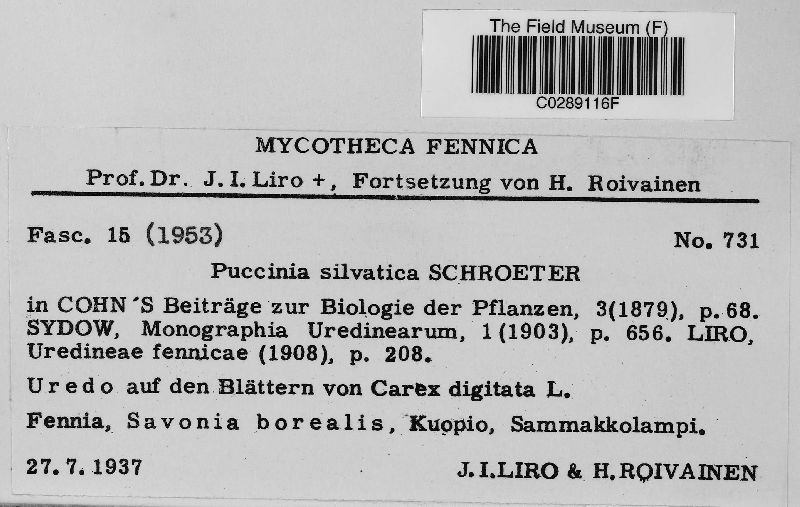 The Field Museum (F)
C0289116F
MYCOTHECA FENNICA
Prof. Dr. J. I. Liro +, Fortsetzung von H. Roivainen
Fasc. 15 (1953)
No. 731
Puccinia silvatica SCHROETER
in COHN´S Beiträge zur Biologie der Pflanzen, 3(1879), p. 68.
SYDOW, Monographia Uredinearum, 1 (1903), p. 656. LIRO,
Uredineae fennicae (1908), p. 208.
Uredo auf den Blättern von Carex digitata L.
Fennia, Savonia borealis, Kuopio, Sammakkolampi.
27. 7. 1937
J. I. LIRO & H. ROIVAINEN